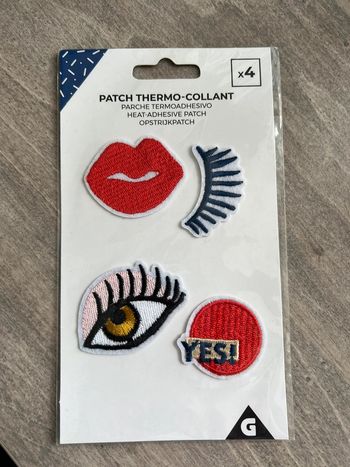 x4
PATCH THERMO-COLLANT
PARCHE TERMOADHESIVO
HEAT-ADHESIVE PATCH
OPSTRIJKPATCH
YES!
G